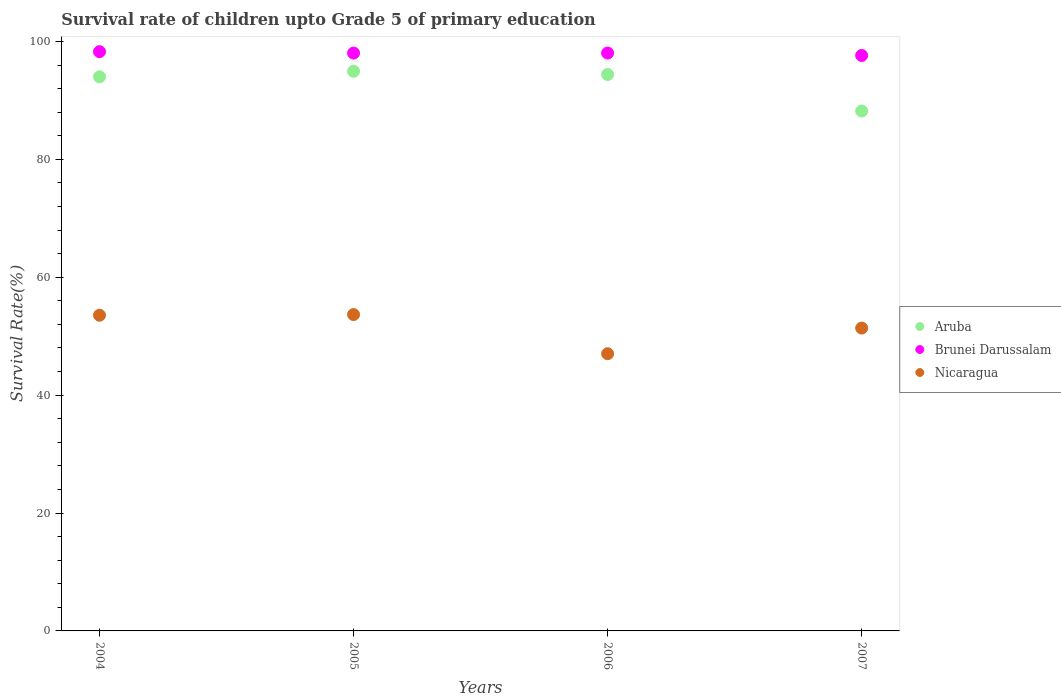 Survival rate of children upto Grade 5 of primary education
100
80
60
40
20
0
Survival Rate(%)
2004
2005
2006
2007
Years
Aruba
Brunei Darussalam
Nicaragua